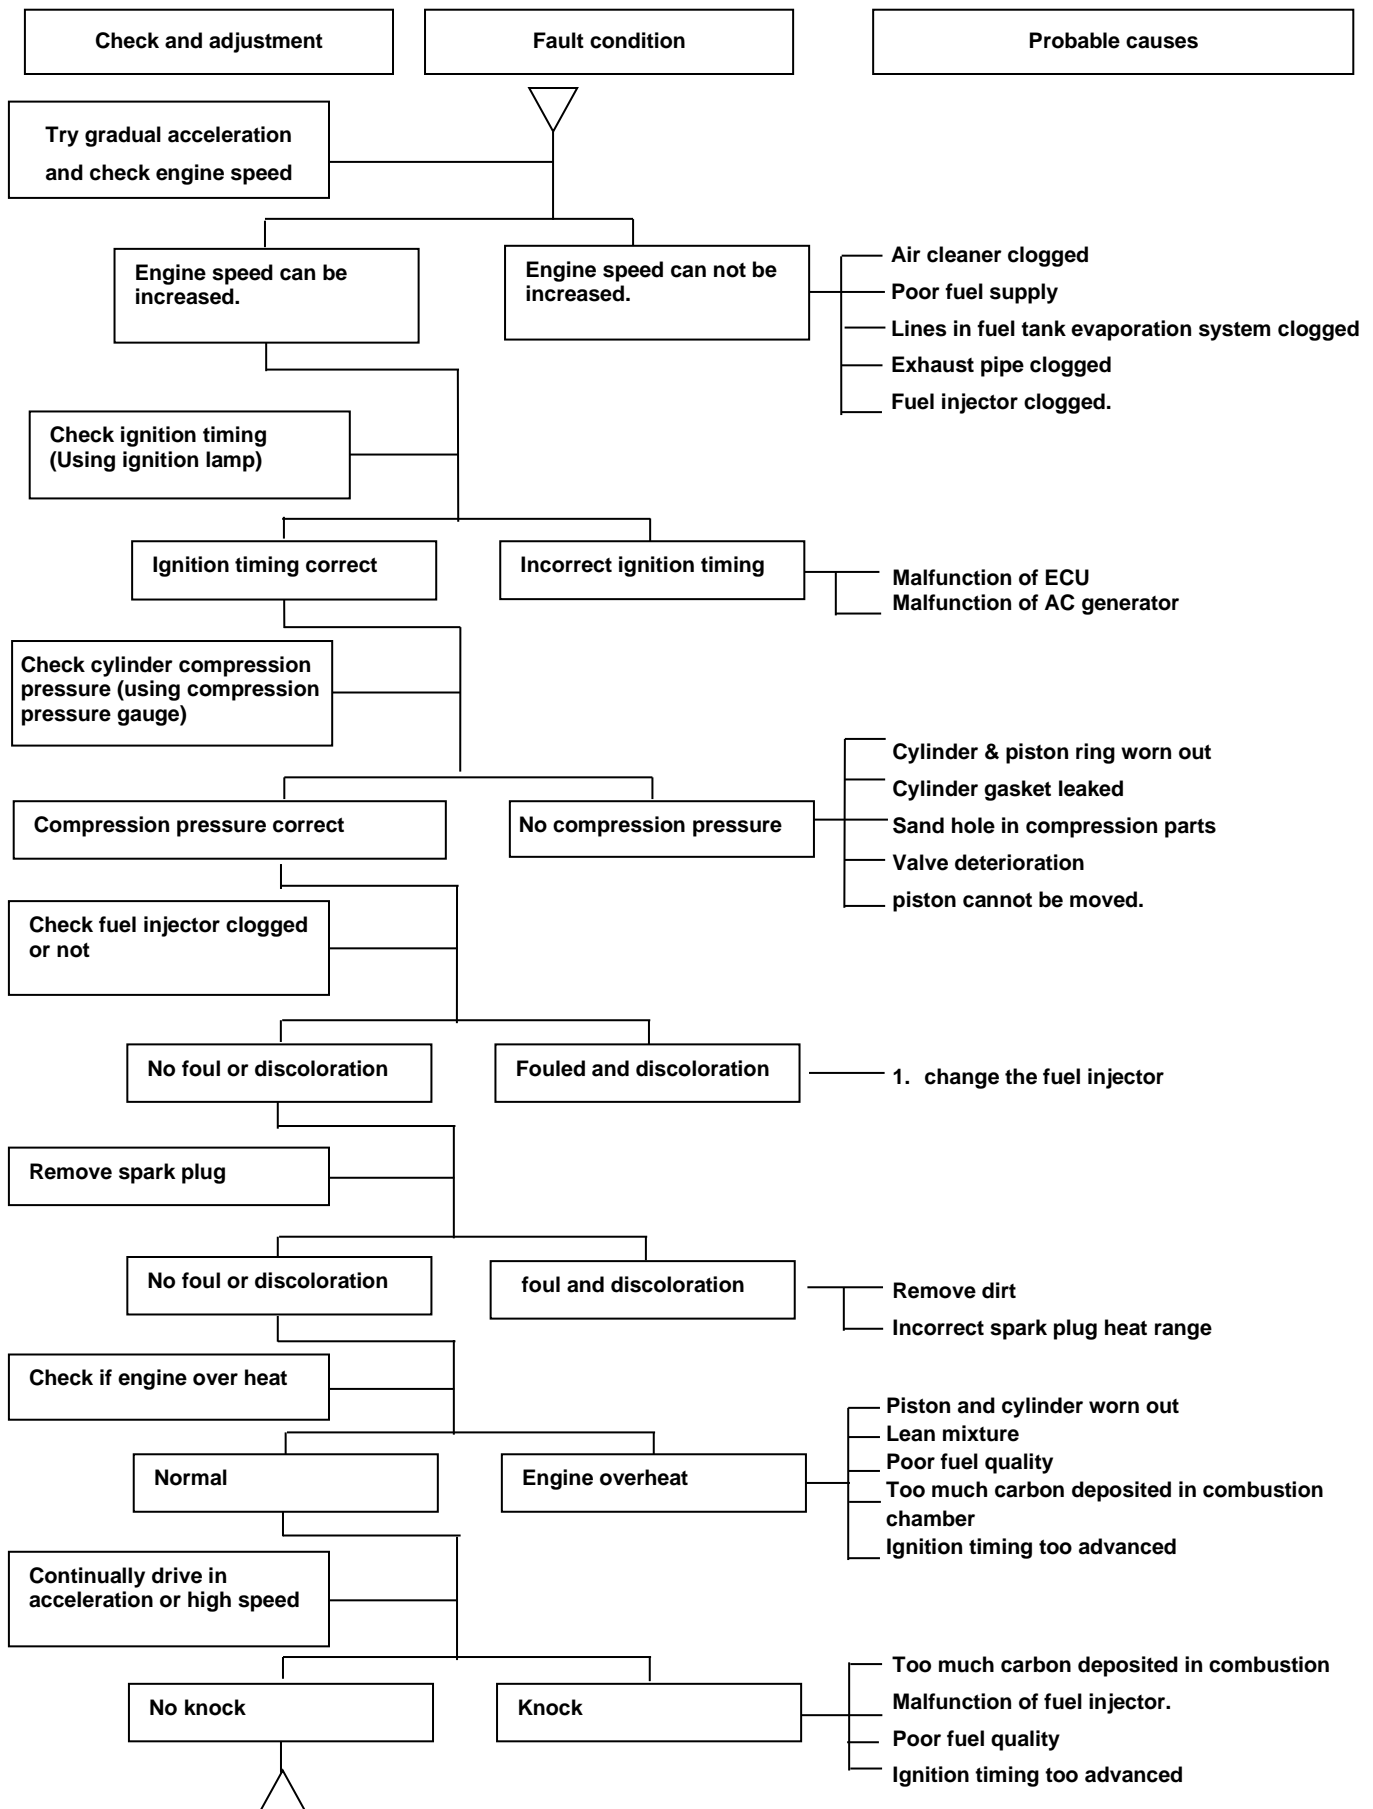 Check and adjustment
Fault condition
Probable causes
Try gradual acceleration
and check engine speed
Engine speed can be
increased.
Engine speed can not be
increased.
Air cleaner clogged
Poor fuel supply
Lines in fuel tank evaporation system clogged
Exhaust pipe clogged
Fuel injector clogged.
Check ignition timing
(Using ignition lamp)
Ignition timing correct
Incorrect ignition timing
Malfunction of ECU
Malfunction of AC generator
Check cylinder compression
pressure (using compression
pressure gauge)
Compression pressure correct
No compression pressure
Cylinder & piston ring worn out
Cylinder gasket leaked
Sand hole in compression parts
Valve deterioration
piston cannot be moved.
Check fuel injector clogged
or not
No foul or discoloration
Fouled and discoloration
1. change the fuel injector
Remove spark plug
No foul or discoloration
foul and discoloration
Remove dirt
Incorrect spark plug heat range
Check if engine over heat
Normal
Engine overheat
Piston and cylinder worn out
Lean mixture
Poor fuel quality
Too much carbon deposited in combustion
chamber
Ignition timing too advanced
Continually drive in
acceleration or high speed
No knock
Knock
Too much carbon deposited in combustion
Malfunction of fuel injector.
Poor fuel quality
Ignition timing too advanced